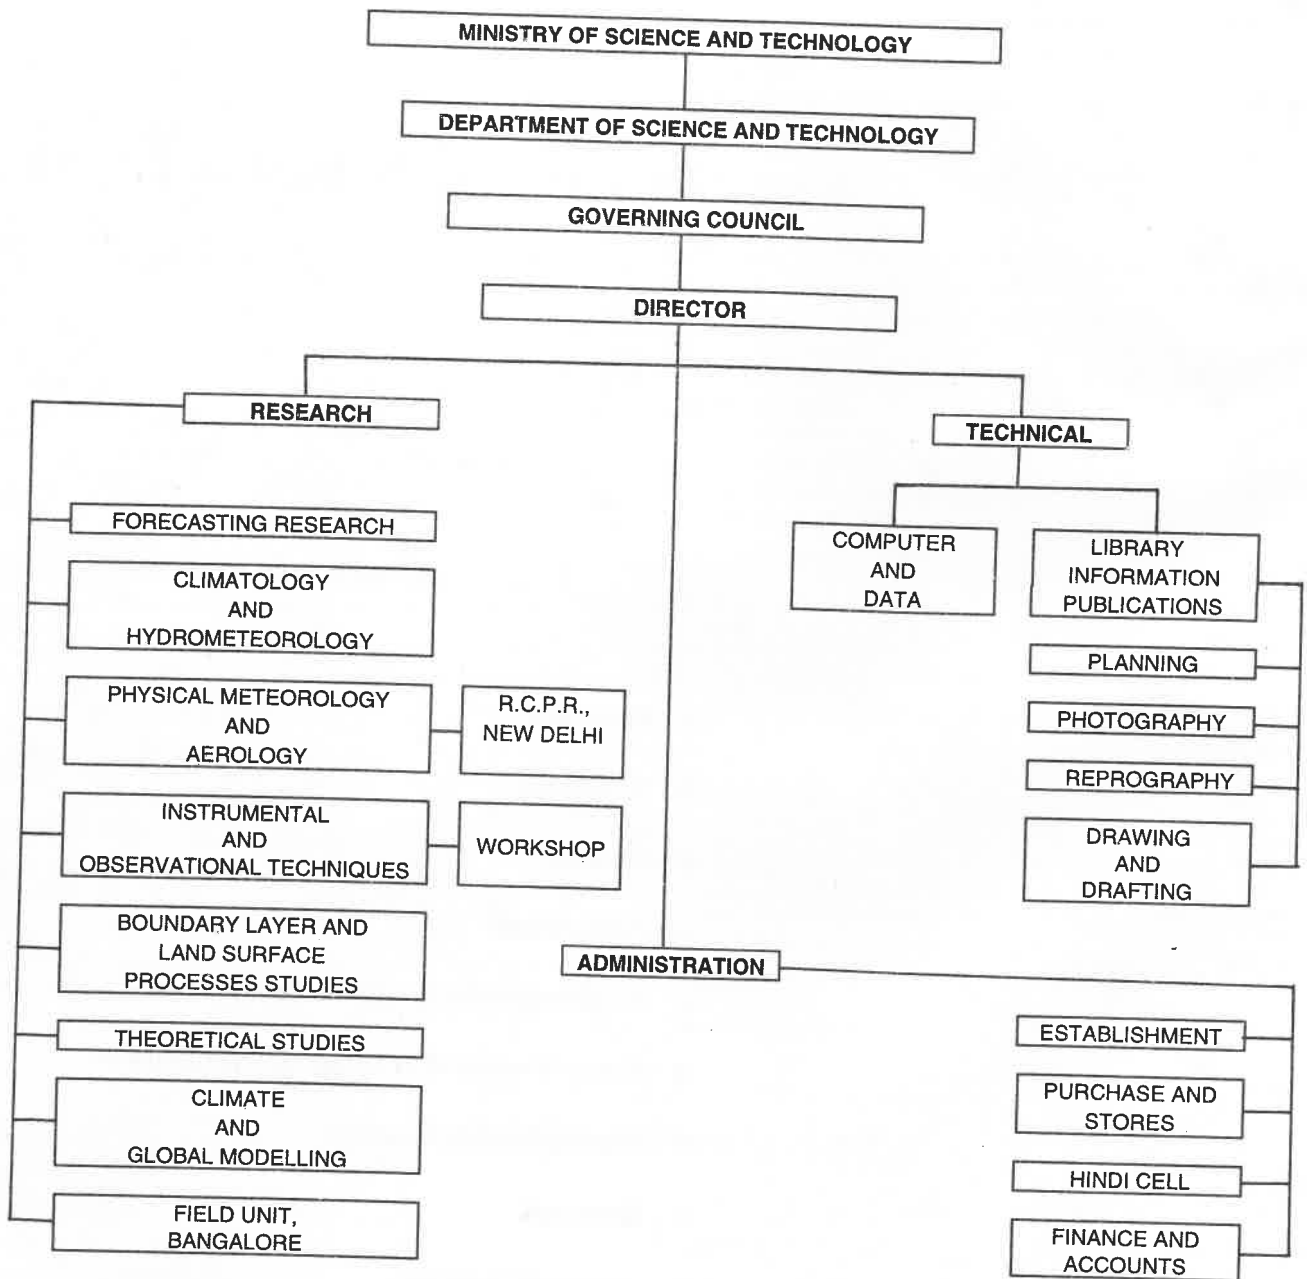 MINISTRY OF SCIENCE AND TECHNOLOGY
DEPARTMENT OF SCIENCE AND TECHNOLOGY
GOVERNING COUNCIL
DIRECTOR
RESEARCH
FORECASTING RESEARCH
CLIMATOLOGY
AND
HYDROMETEOROLOGY
PHYSICAL METEOROLOGY
AND
AEROLOGY
R.C.P.R.,
NEW DELHI
INSTRUMENTAL
AND
OBSERVATIONAL TECHNIQUES
WORKSHOP
BOUNDARY LAYER AND
LAND SURFACE
PROCESSES STUDIES
THEORETICAL STUDIES
CLIMATE
AND
GLOBAL MODELLING
FIELD UNIT,
BANGALORE
TECHNICAL
COMPUTER
AND
DATA
LIBRARY
INFORMATION
PUBLICATIONS
PLANNING
PHOTOGRAPHY
REPROGRAPHY
DRAWING
AND
DRAFTING
ADMINISTRATION
ESTABLISHMENT
PURCHASE AND
STORES
HINDI CELL
FINANCE AND
ACCOUNTS